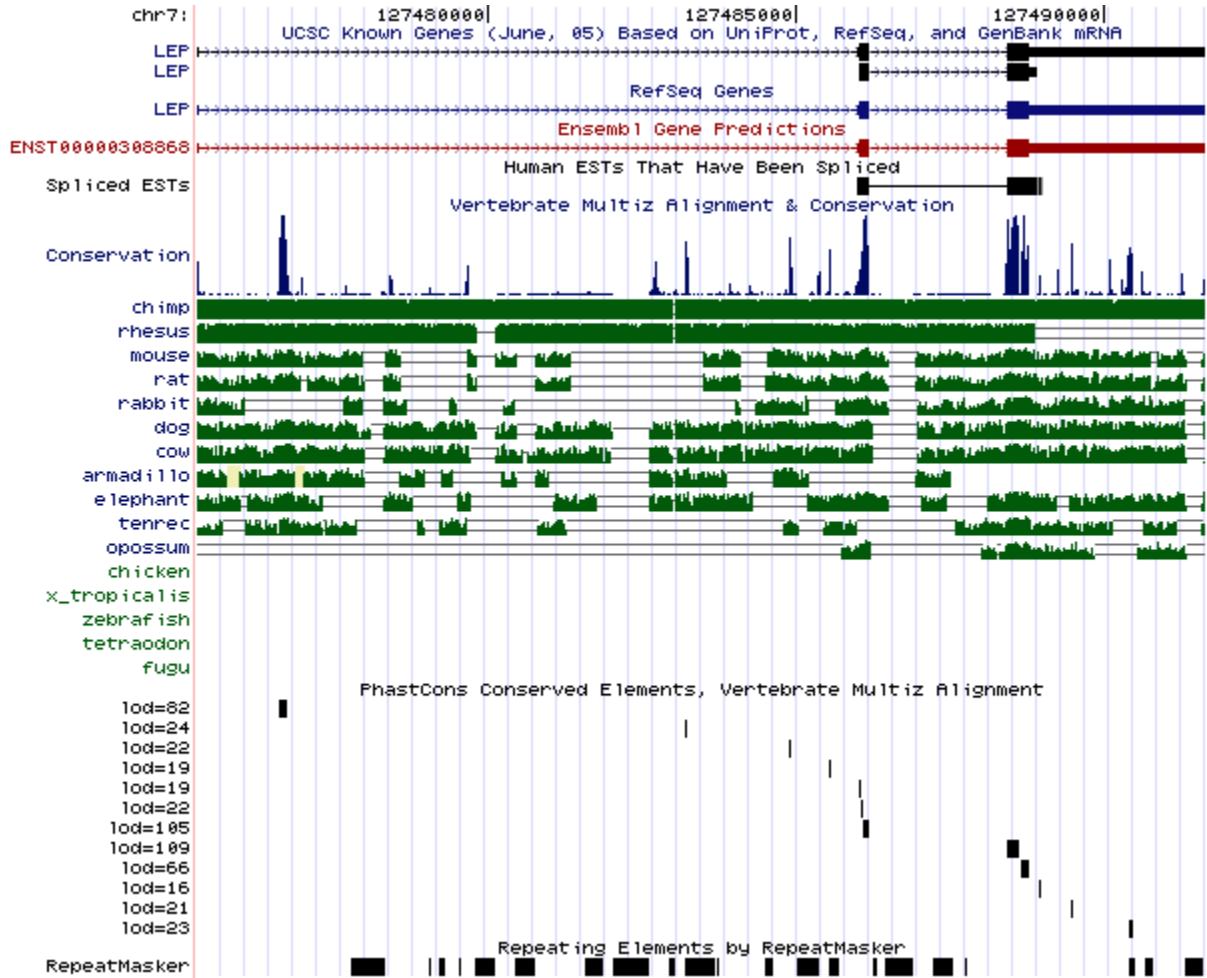 chr7: 127480000| 127485000| 127490000|
UCSC Known Genes (June, 05) Based on UniProt, RefSeq, and GenBank mRNA
LEP
LEP
RefSeq Genes
LEP
Ensembl Gene Predictions
ENST00000308868
Human ESTs That Have Been Spliced
Spliced ESTs
Vertebrate Multiz Alignment & Conservation
Conservation
chimp
rhesus
mouse
rat
rabbit
dog
cow
armadillo
elephant
tenrec
opossum
chicken
x_tropicalis
zebrafish
tetraodon
fugu
PhastCons Conserved Elements, Vertebrate Multiz Alignment
lod=82
lod=24
lod=22
lod=19
lod=19
lod=22
lod=105
lod=109
lod=66
lod=16
lod=21
lod=23
Repeating Elements by RepeatMasker
RepeatMasker